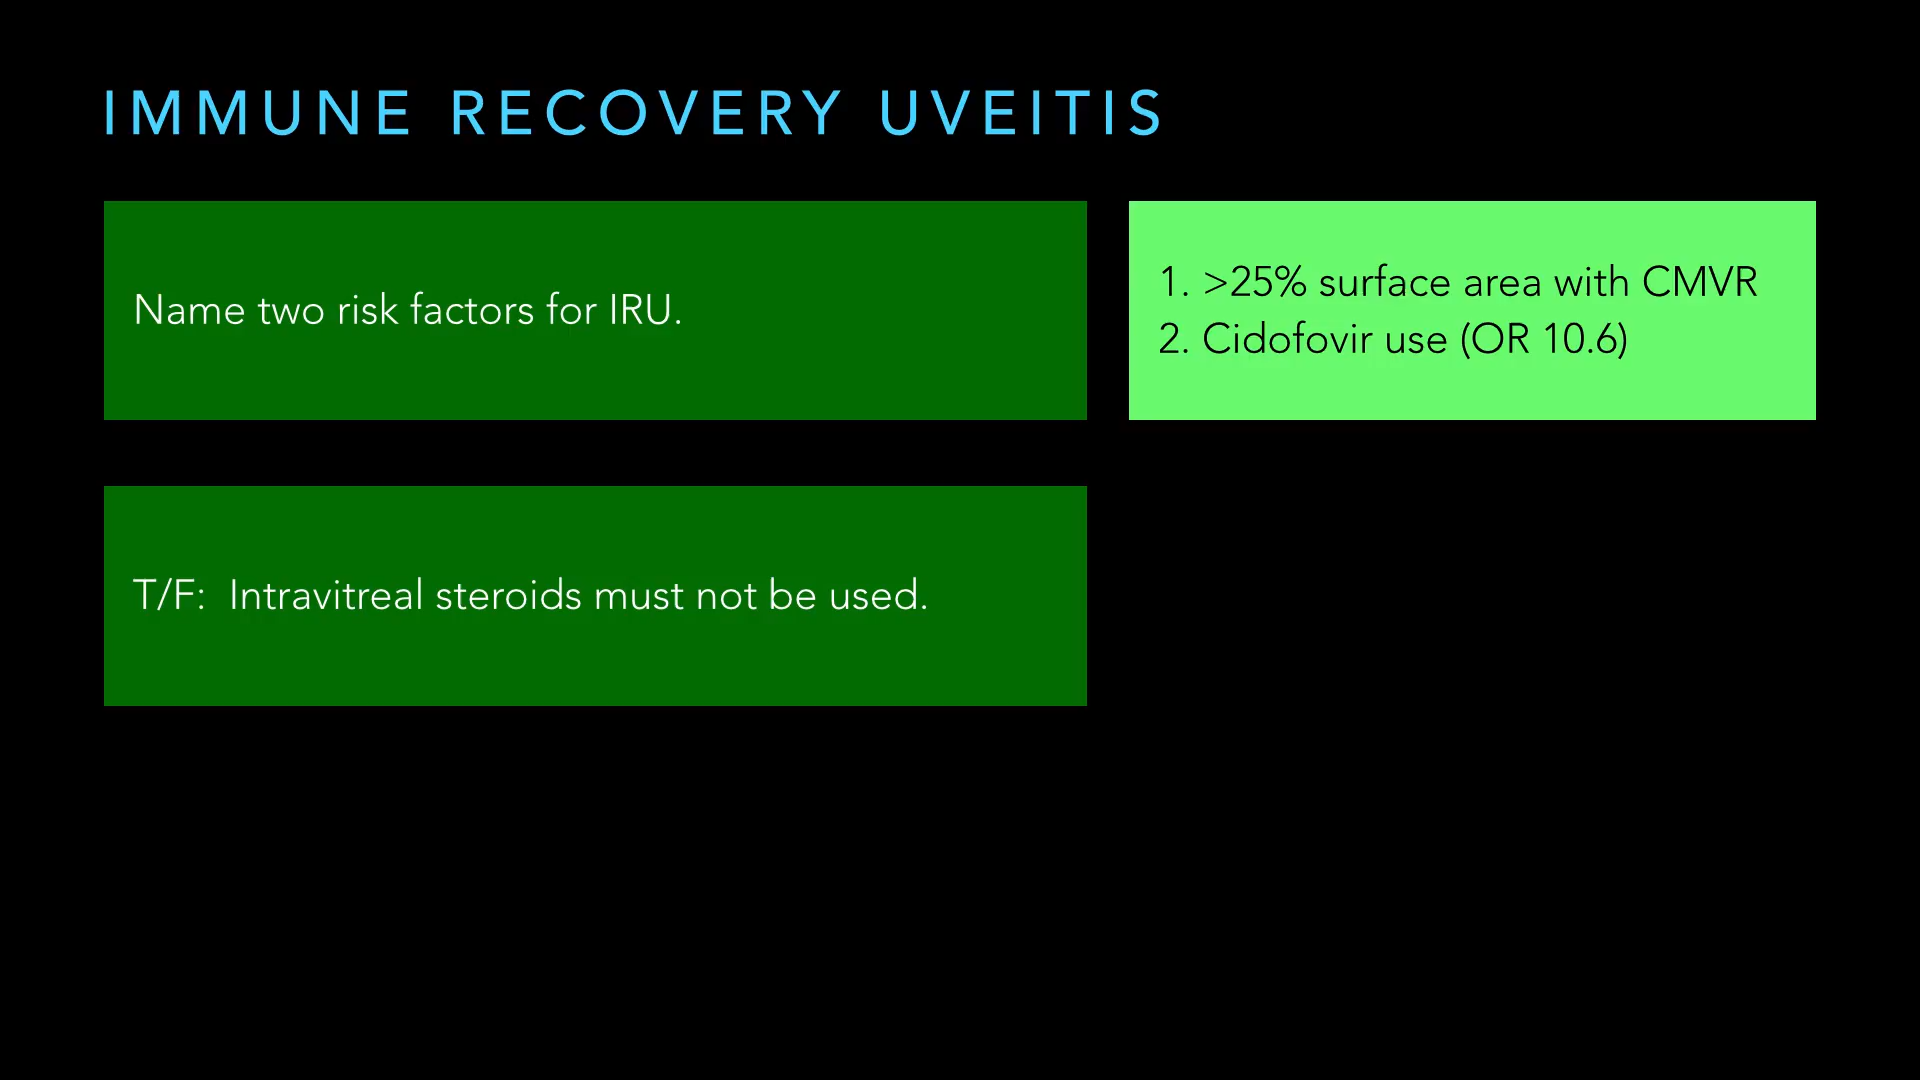 IMMUNE RECOVERY UVEITIS
Name two risk factors for IRU.
1. >25% surface area with CMVR
2. Cidofovir use (OR 10.6)
T/F: Intravitreal steroids must not be used.